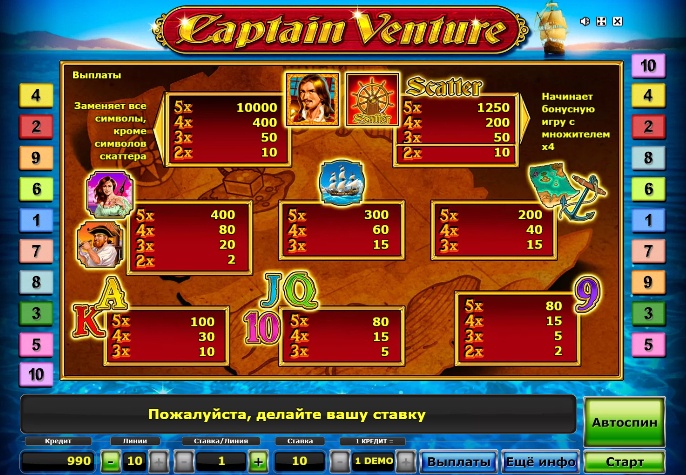 Captain Venture
Выплаты
Заменяет все
символы,
кроме
символов
скаттера
5x 10000
4x 400
3x 50
2x 10
Scatter
Scatter
5x 1250
4x 200
3x 50
2x 10
Начинает
бонусную
игру с
множителем
x4
5x 400
4x 80
3x 20
2x 2
5x 300
4x 60
3x 15
5x 200
4x 40
3x 15
K A
5x 100
4x 30
3x 10
J Q
10
5x 80
4x 15
3x 5
9
5x 80
4x 15
3x 5
2x 2
4
2
9
6
1
7
8
3
5
10
10
4
2
8
6
1
7
9
3
5
Пожалуйста, делайте вашу ставку
Автоспин
Кредит Линии Ставка/Линия Ставка 1 КРЕДИТ =
990 - 10 + - 1 + 10 - 1 DEMO + Выплаты Ещё инфо Старт